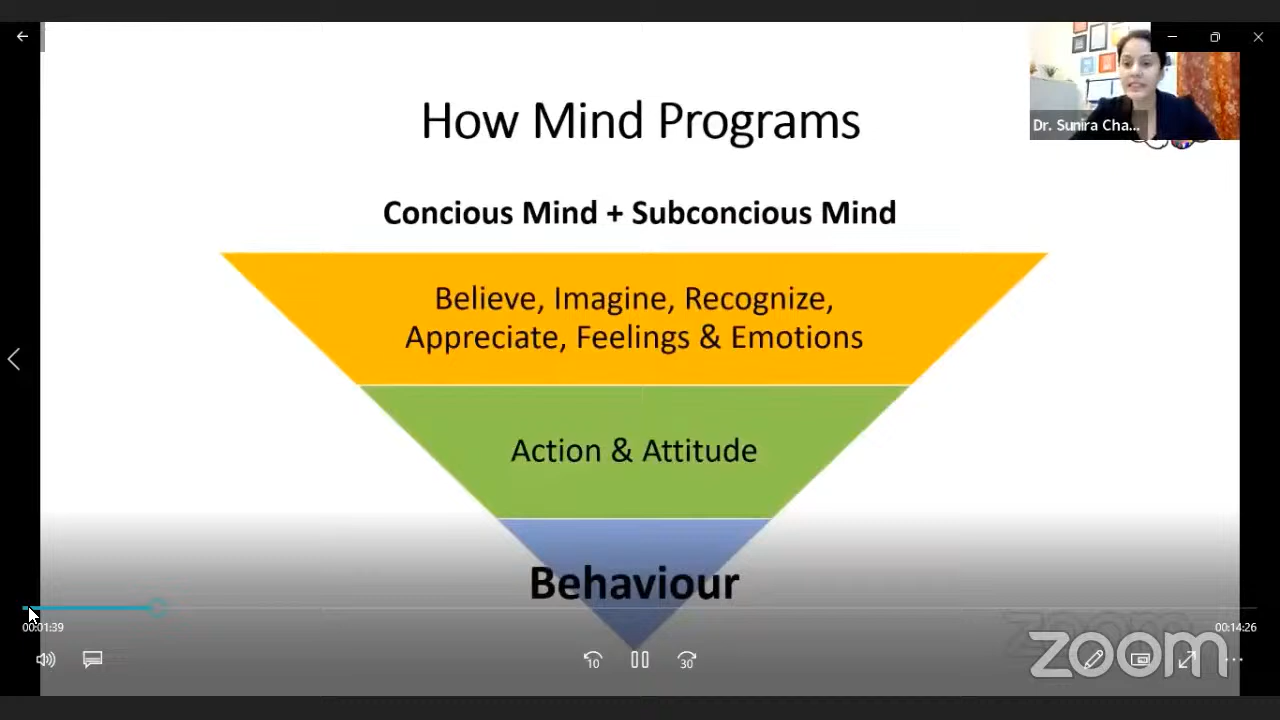 Dr. Sunira Cha...
How Mind Programs
Concious Mind + Subconcious Mind
Believe, Imagine, Recognize,
Appreciate, Feelings & Emotions
Action & Attitude
Behaviour
00:01:39
00:14:26
10
30
zoom